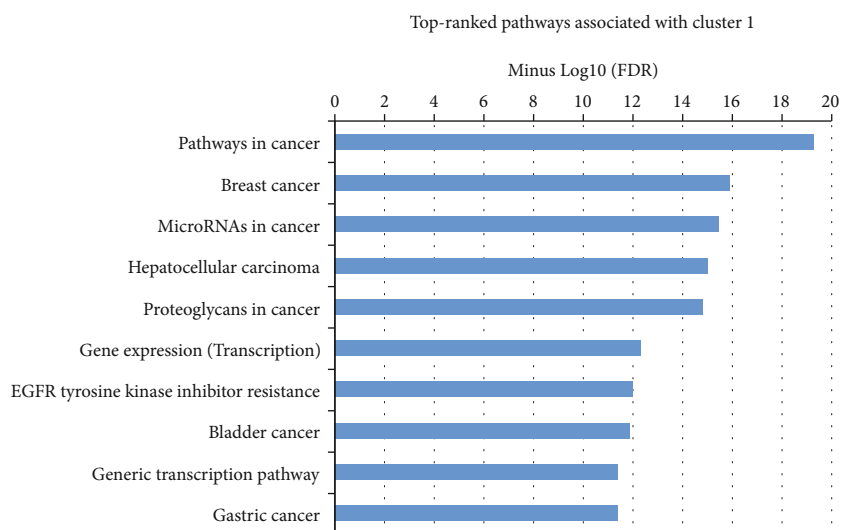 Top-ranked pathways associated with cluster 1
Minus Log10 (FDR)
0 2 4 6 8 10 12 14 16 18 20
Pathways in cancer
Breast cancer
MicroRNAs in cancer
Hepatocellular carcinoma
Proteoglycans in cancer
Gene expression (Transcription)
EGFR tyrosine kinase inhibitor resistance
Bladder cancer
Generic transcription pathway
Gastric cancer